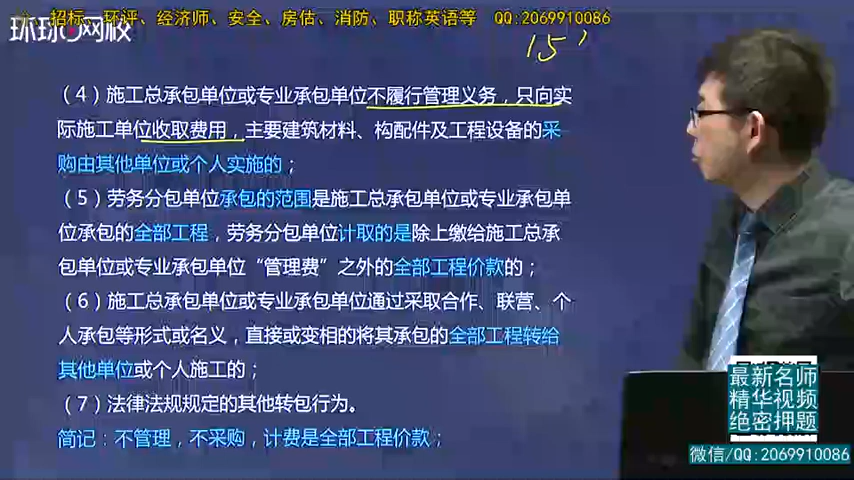 招标、环评、经济师、安全、房估、消防、职称英语等 QQ:2069910086
环球网校
15'
(4)施工总承包单位或专业承包单位不履行管理义务，只向实
际施工单位收取费用，主要建筑材料、构配件及工程设备的采
购由其他单位或个人实施的；
(5)劳务分包单位承包的范围是施工总承包单位或专业承包单
位承包的全部工程，劳务分包单位计取的是除上缴给施工总承
包单位或专业承包单位“管理费”之外的全部工程价款的；
(6)施工总承包单位或专业承包单位通过采取合作、联营、个
人承包等形式或名义，直接或变相的将其承包的全部工程转给
其他单位或个人施工的；
(7)法律法规规定的其他转包行为。
简记：不管理，不采购，计费是全部工程价款；
最新名师
精华视频
绝密押题
微信/QQ:2069910086